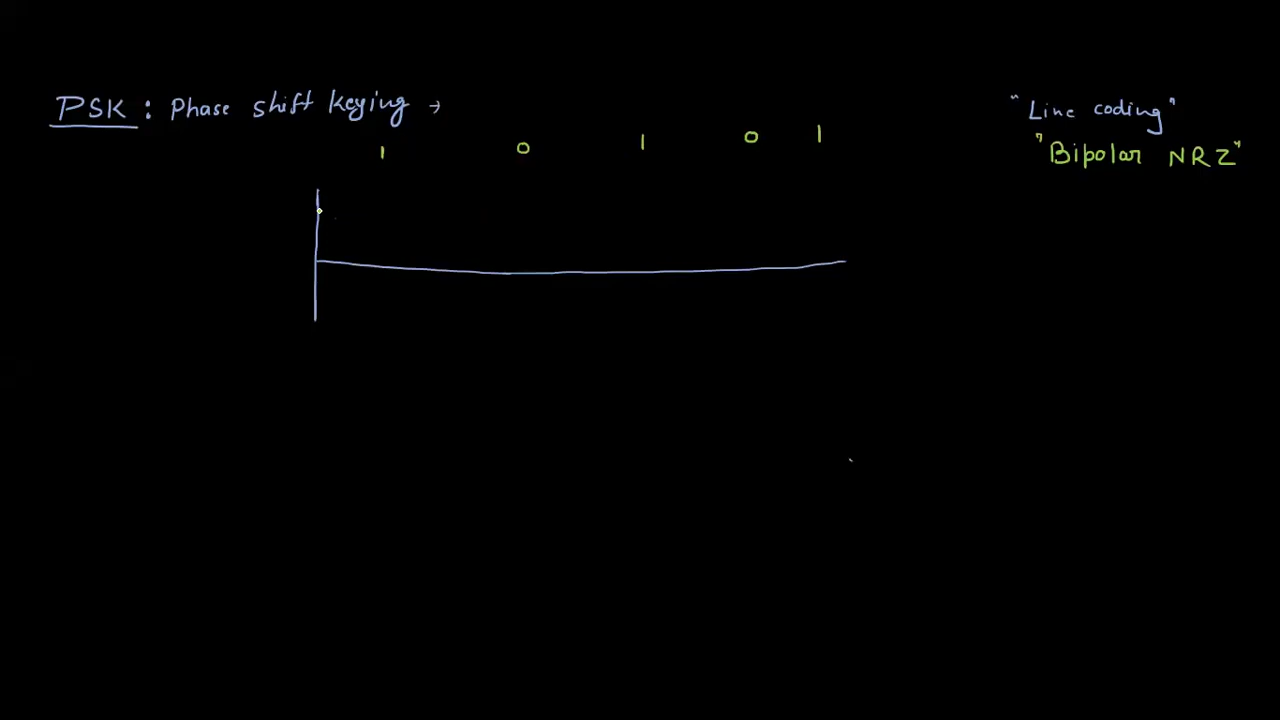 PSK : Phase shift keying →
"Line coding"
1 0 1 0 1
"Bipolar NRZ"